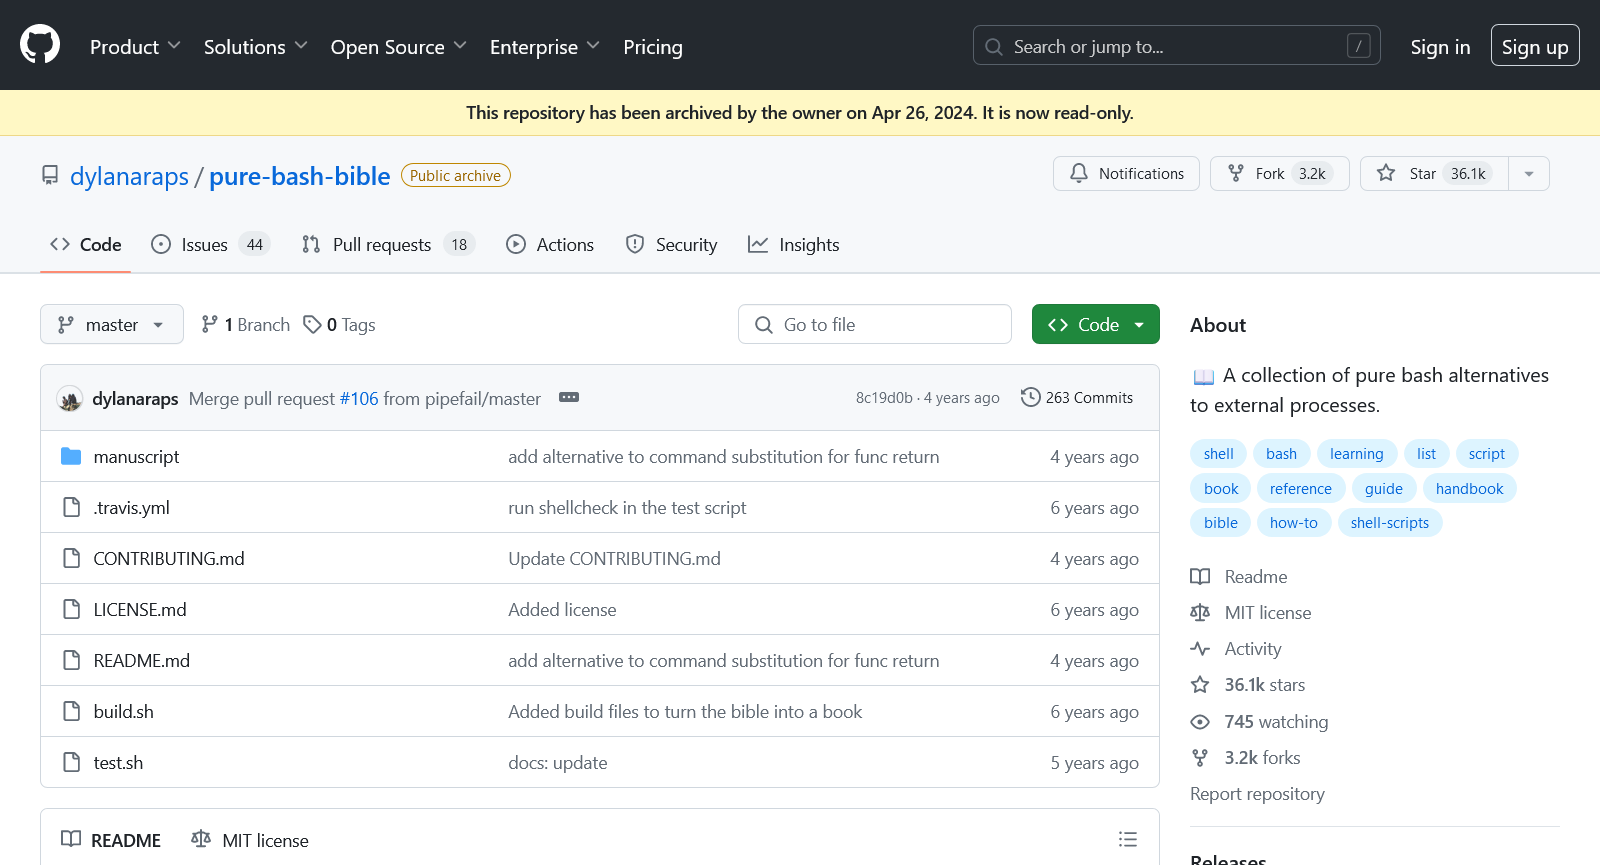 Product Solutions Open Source Enterprise Pricing Search or jump to... / Sign in Sign up
This repository has been archived by the owner on Apr 26, 2024. It is now read-only.
dylanaraps / pure-bash-bible Public archive Notifications Fork 3.2k Star 36.1k
Code Issues 44 Pull requests 18 Actions Security Insights
master 1 Branch 0 Tags Go to file Code
dylanaraps Merge pull request #106 from pipefail/master 8c19d0b · 4 years ago 263 Commits
manuscript add alternative to command substitution for func return 4 years ago
.travis.yml run shellcheck in the test script 6 years ago
CONTRIBUTING.md Update CONTRIBUTING.md 4 years ago
LICENSE.md Added license 6 years ago
README.md add alternative to command substitution for func return 4 years ago
build.sh Added build files to turn the bible into a book 6 years ago
test.sh docs: update 5 years ago
README MIT license
About
A collection of pure bash alternatives
to external processes.
shell bash learning list script
book reference guide handbook
bible how-to shell-scripts
Readme
MIT license
Activity
36.1k stars
745 watching
3.2k forks
Report repository
Releases